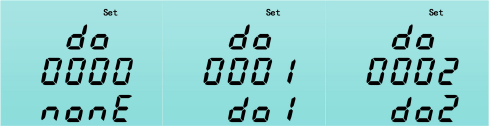 Set Set Set
do do do
0000 0001 0002
nonE do1 do2